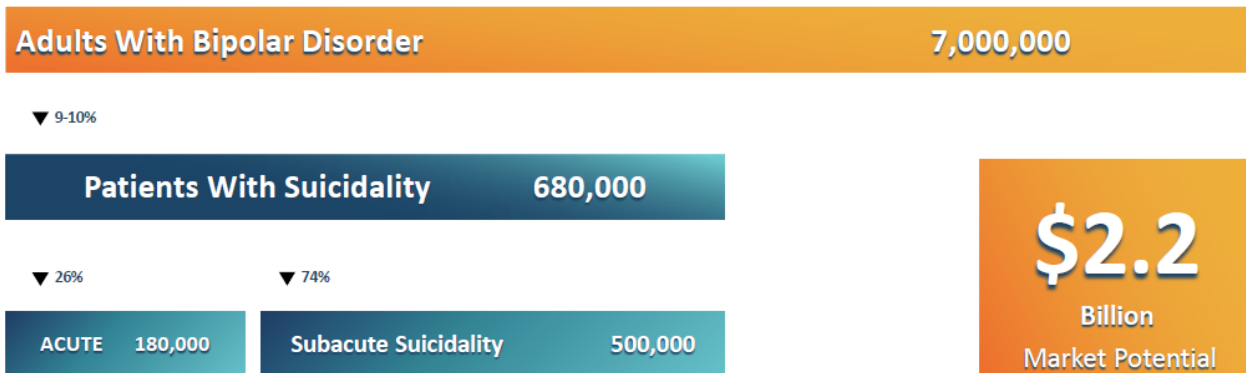 Adults With Bipolar Disorder 7,000,000
▼ 9-10%
Patients With Suicidality 680,000
▼ 26% ▼ 74%
ACUTE 180,000 Subacute Suicidality 500,000
$2.2
Billion
Market Potential